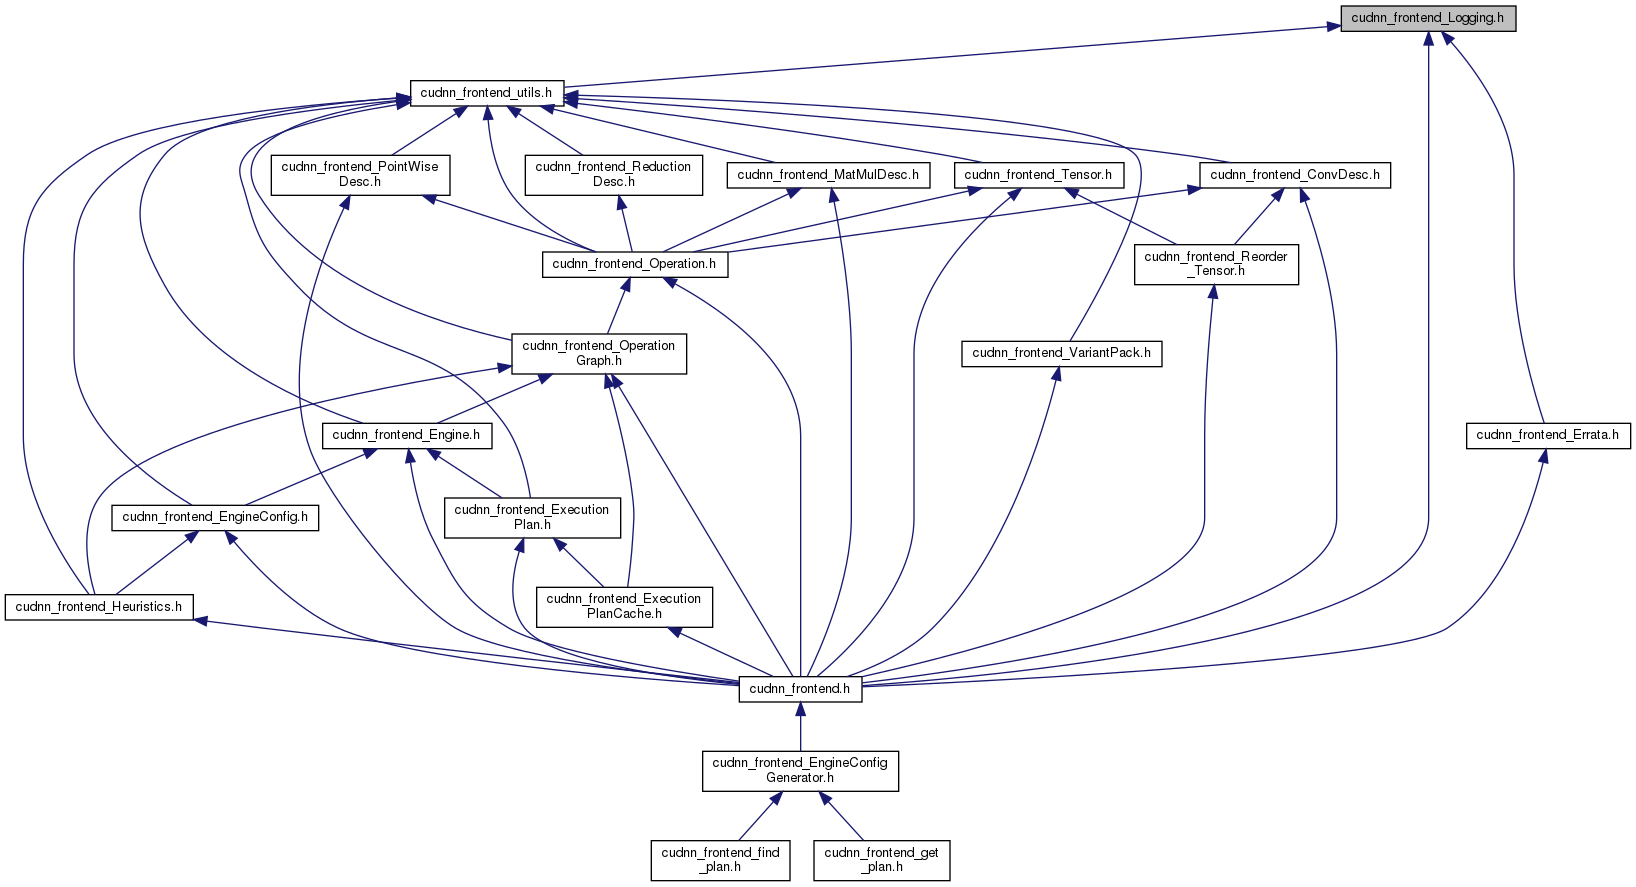 cudnn_frontend_Logging.h
cudnn_frontend_utils.h
cudnn_frontend_PointWise
Desc.h
cudnn_frontend_Reduction
Desc.h
cudnn_frontend_MatMulDesc.h
cudnn_frontend_Tensor.h
cudnn_frontend_ConvDesc.h
cudnn_frontend_Operation.h
cudnn_frontend_Reorder
_Tensor.h
cudnn_frontend_Operation
Graph.h
cudnn_frontend_VariantPack.h
cudnn_frontend_Engine.h
cudnn_frontend_Errata.h
cudnn_frontend_EngineConfig.h
cudnn_frontend_Execution
Plan.h
cudnn_frontend_Heuristics.h
cudnn_frontend_Execution
PlanCache.h
cudnn_frontend.h
cudnn_frontend_EngineConfig
Generator.h
cudnn_frontend_find
_plan.h
cudnn_frontend_get
_plan.h